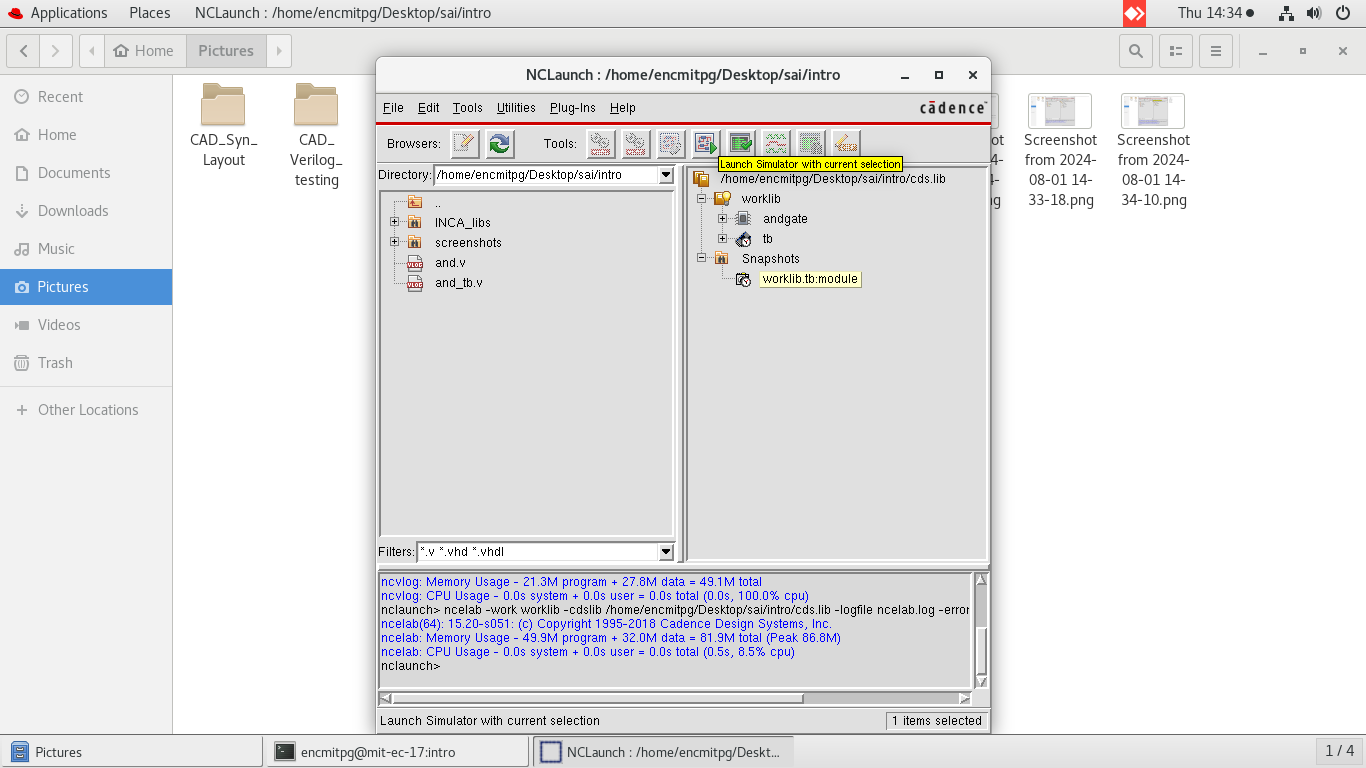 Applications Places NCLaunch : /home/encmitpg/Desktop/sai/intro Thu 14:34
Home Pictures
NCLaunch : /home/encmitpg/Desktop/sai/intro
Recent
Home
Documents
Downloads
Music
Pictures
Videos
Trash
Other Locations
CAD_Syn_
Layout
CAD_
Verilog_
testing
File Edit Tools Utilities Plug-Ins Help cādence
Browsers: Tools:
Launch Simulator with current selection
Directory: /home/encmitpg/Desktop/sai/intro
..
INCA_libs
screenshots
and.v
and_tb.v
/home/encmitpg/Desktop/sai/intro/cds.lib
worklib
andgate
tb
Snapshots
worklib.tb:module
Filters: *.v *.vhd *.vhdl
ncvlog: Memory Usage - 21.3M program + 27.8M data = 49.1M total
ncvlog: CPU Usage - 0.0s system + 0.0s user = 0.0s total (0.0s, 100.0% cpu)
nclaunch> ncelab -work worklib -cdslib /home/encmitpg/Desktop/sai/intro/cds.lib -logfile ncelab.log -error
ncelab(64): 15.20-s051: (c) Copyright 1995-2018 Cadence Design Systems, Inc.
ncelab: Memory Usage - 49.9M program + 32.0M data = 81.9M total (Peak 86.8M)
ncelab: CPU Usage - 0.0s system + 0.0s user = 0.0s total (0.5s, 8.5% cpu)
nclaunch>
Launch Simulator with current selection 1 items selected
Screenshot
from 2024-
08-01 14-
33-18.png
Screenshot
from 2024-
08-01 14-
34-10.png
Pictures encmitpg@mit-ec-17:intro NCLaunch : /home/encmitpg/Deskt... 1 / 4